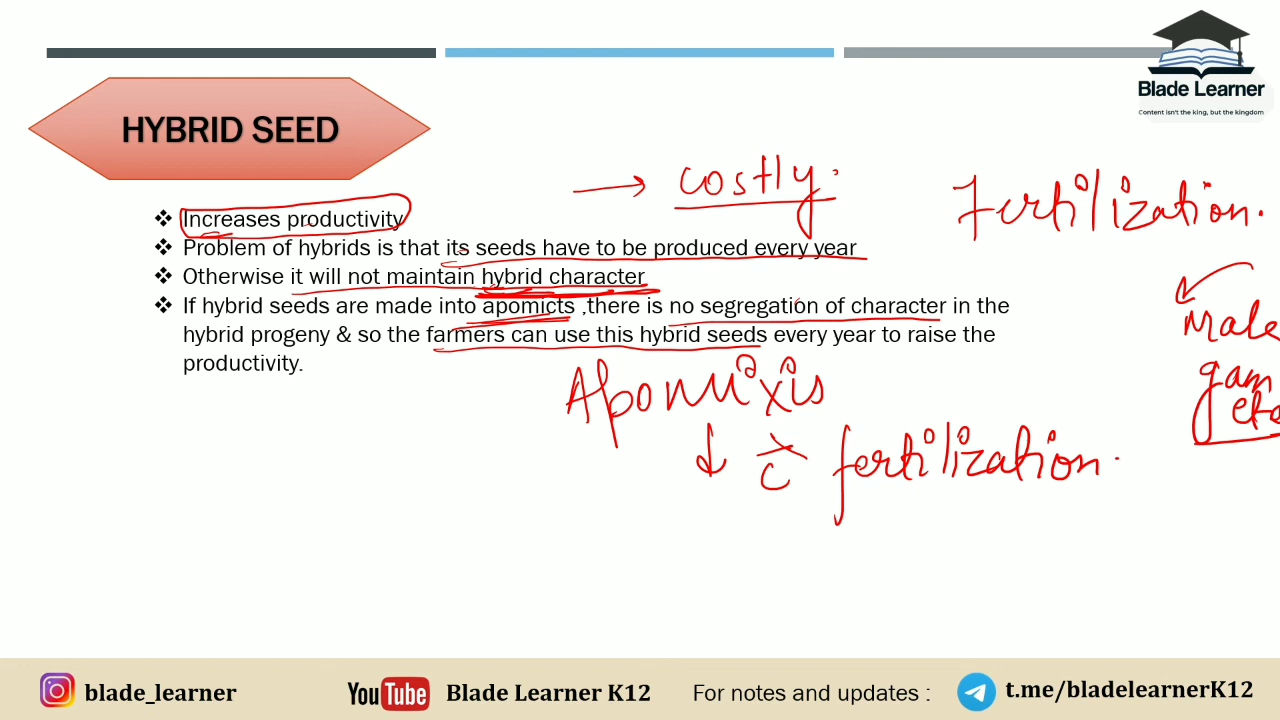 Blade Learner
Content isn't the king, but the kingdom
HYBRID SEED
→ costly.
Fertilization.
❖ Increases productivity
❖ Problem of hybrids is that its seeds have to be produced every year
❖ Otherwise it will not maintain hybrid character
❖ If hybrid seeds are made into apomicts ,there is no segregation of character in the
hybrid progeny & so the farmers can use this hybrid seeds every year to raise the
productivity.
Male
gam
Apomixis
↓ fertilization.
blade_learner
YouTube Blade Learner K12
For notes and updates :
t.me/bladelearnerK12